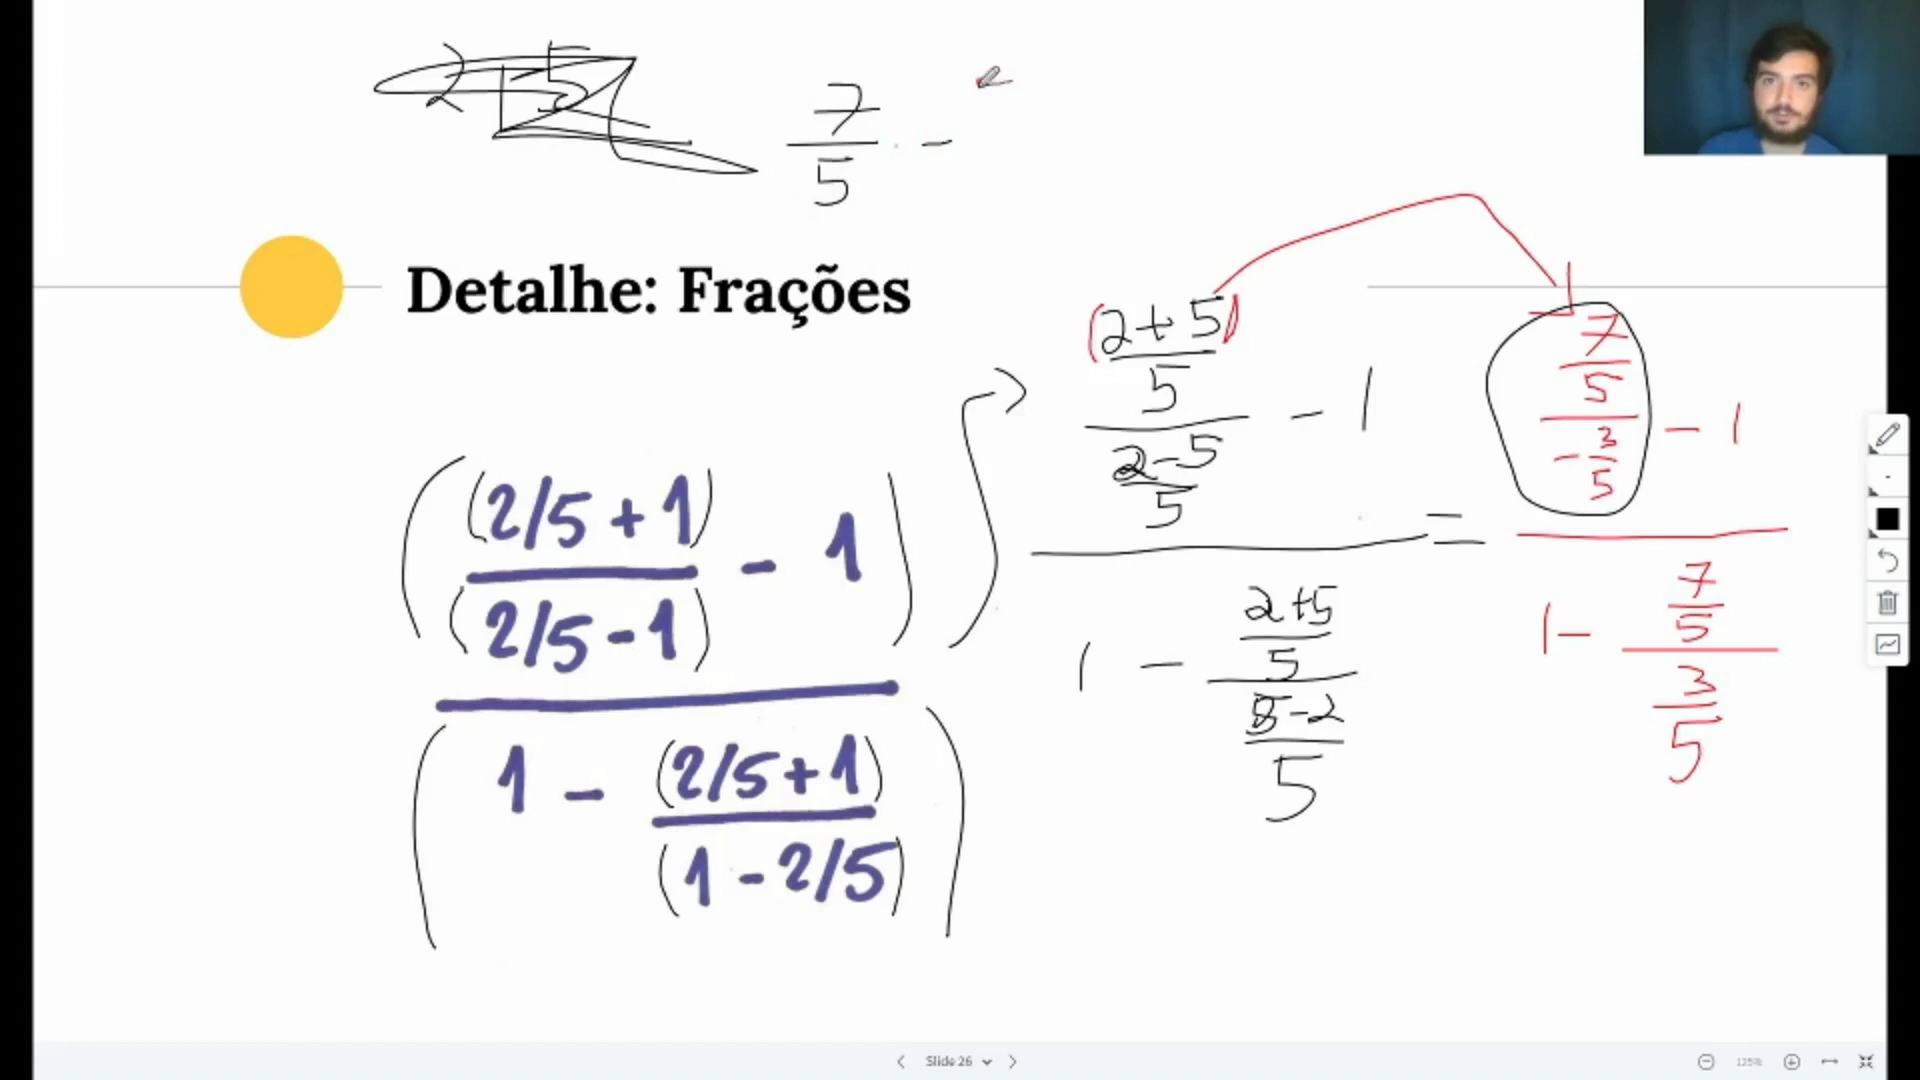 7
5 -
Detalhe: Frações
((2/5 + 1)
(2/5 - 1) - 1)
(1 - (2/5 + 1)
(1 - 2/5))
(2+5)
5
2-5
5
- 1
1 - 2+5
5
5-2
5
=
7
5
-3
5
- 1
1 - 7
5
3
5
Slide 26
125%